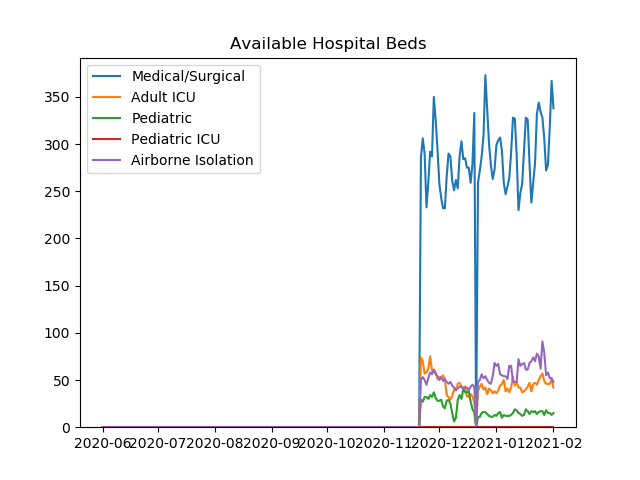 Available Hospital Beds
Medical/Surgical
Adult ICU
Pediatric
Pediatric ICU
Airborne Isolation
350
300
250
200
150
100
50
0
2020-06 2020-07 2020-08 2020-09 2020-10 2020-11 2020-12 2021-01 2021-02